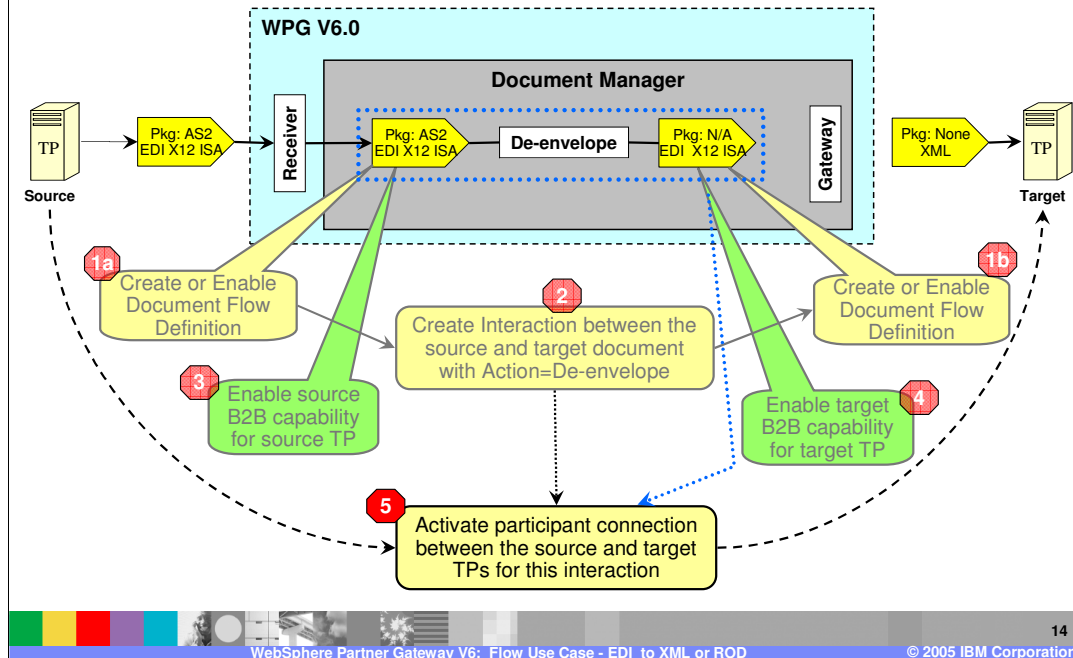 WPG V6.0
Document Manager
TP
Source
Pkg: AS2
EDI X12 ISA
Receiver
Pkg: AS2
EDI X12 ISA
De-envelope
Pkg: N/A
EDI X12 ISA
Gateway
Pkg: None
XML
TP
Target
1a
Create or Enable
Document Flow
Definition
2
Create Interaction between the
source and target document
with Action=De-envelope
1b
Create or Enable
Document Flow
Definition
3
Enable source
B2B capability
for source TP
4
Enable target
B2B capability
for target TP
5
Activate participant connection
between the source and target
TPs for this interaction
14
WebSphere Partner Gateway V6: Flow Use Case - EDI to XML or ROD
© 2005 IBM Corporation